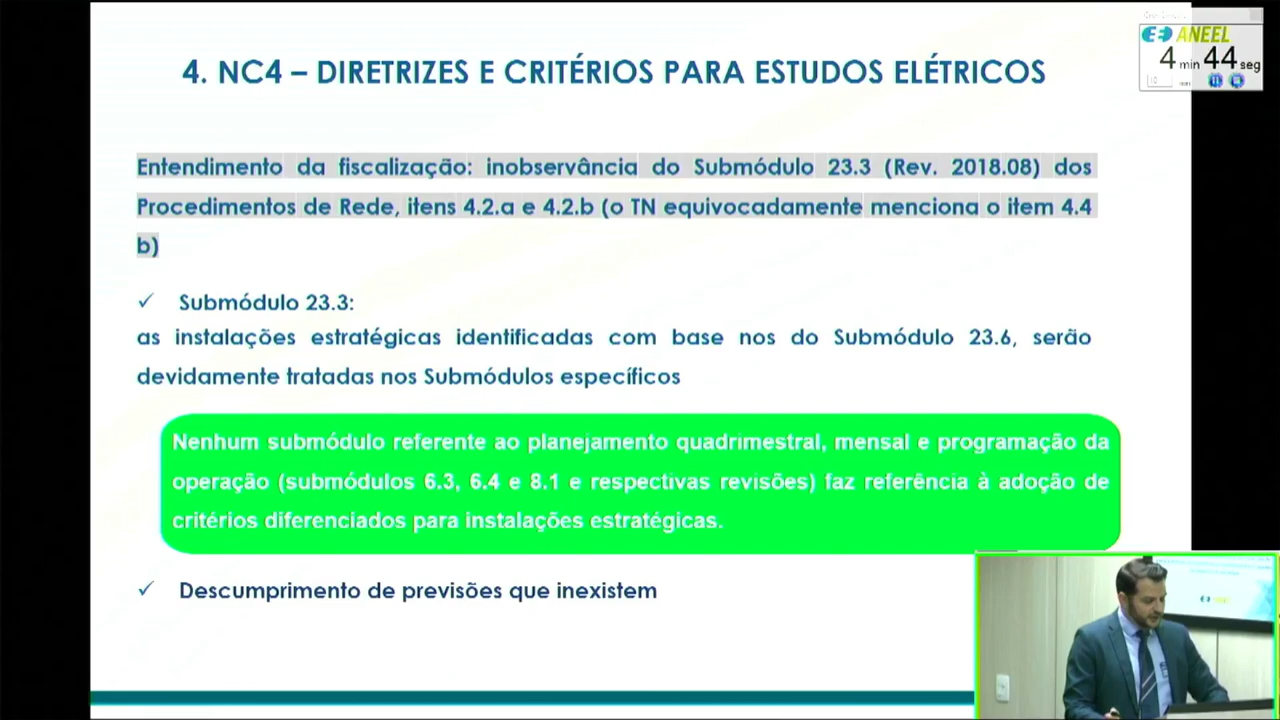 ANEEL
4 min 44 seg
4. NC4 – DIRETRIZES E CRITÉRIOS PARA ESTUDOS ELÉTRICOS
Entendimento da fiscalização: inobservância do Submódulo 23.3 (Rev. 2018.08) dos
Procedimentos de Rede, itens 4.2.a e 4.2.b (o TN equivocadamente menciona o item 4.4
b)
✓ Submódulo 23.3:
as instalações estratégicas identificadas com base nos do Submódulo 23.6, serão
devidamente tratadas nos Submódulos específicos
Nenhum submódulo referente ao planejamento quadrimestral, mensal e programação da
operação (submódulos 6.3, 6.4 e 8.1 e respectivas revisões) faz referência à adoção de
critérios diferenciados para instalações estratégicas.
✓ Descumprimento de previsões que inexistem